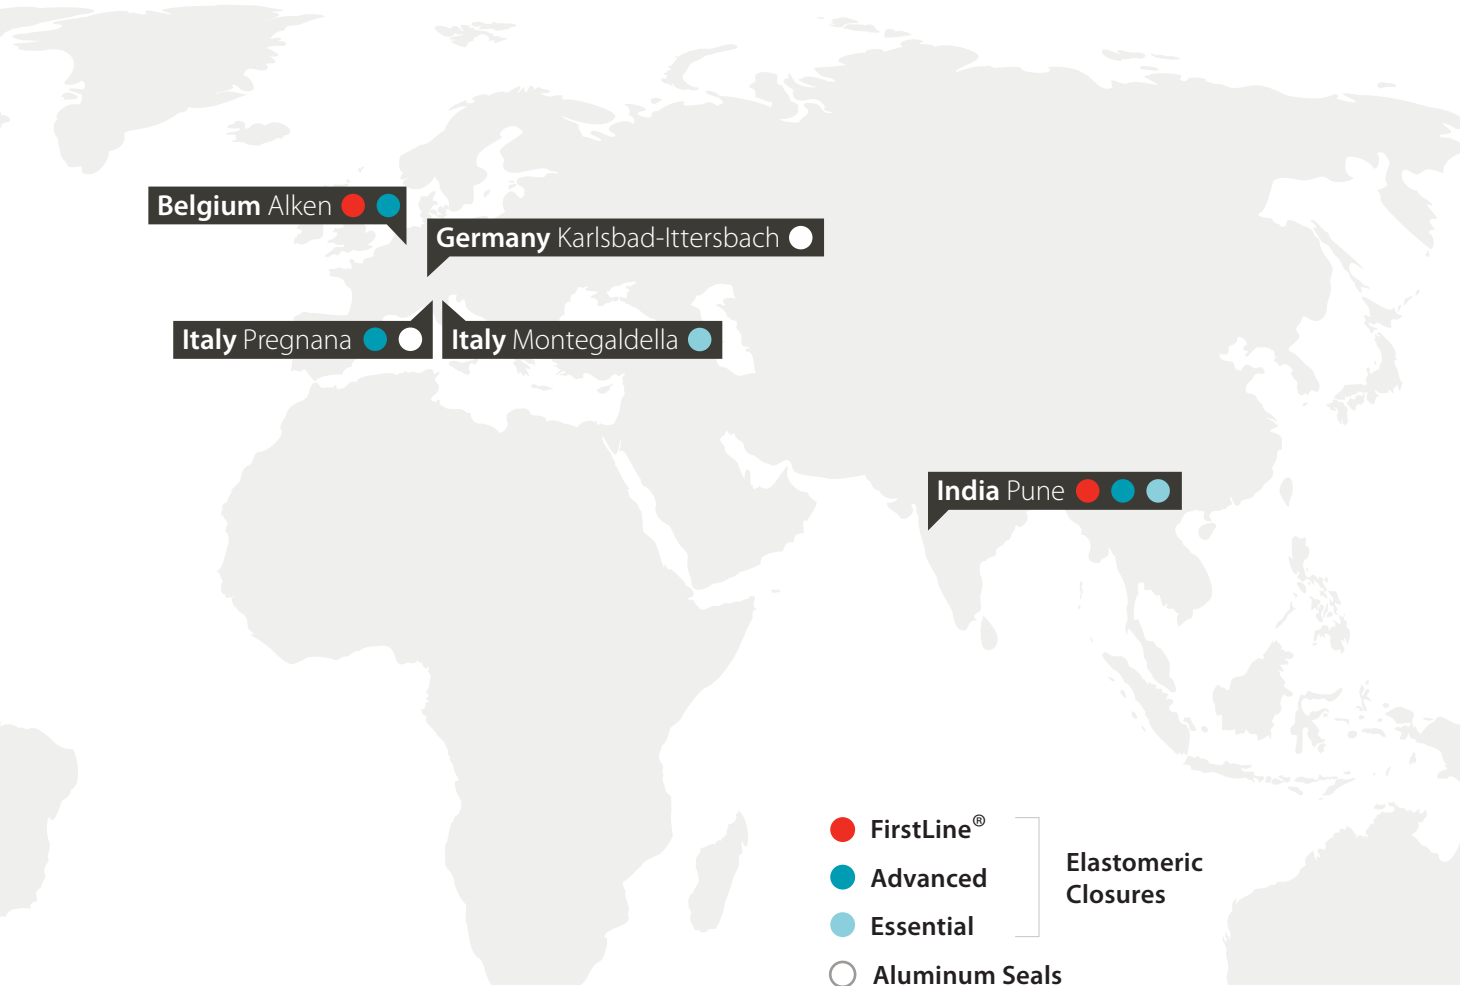 Belgium Alken
Germany Karlsbad-Ittersbach
Italy Pregnana
Italy Montegaldella
India Pune
FirstLine®
Advanced
Essential
Elastomeric
Closures
Aluminum Seals